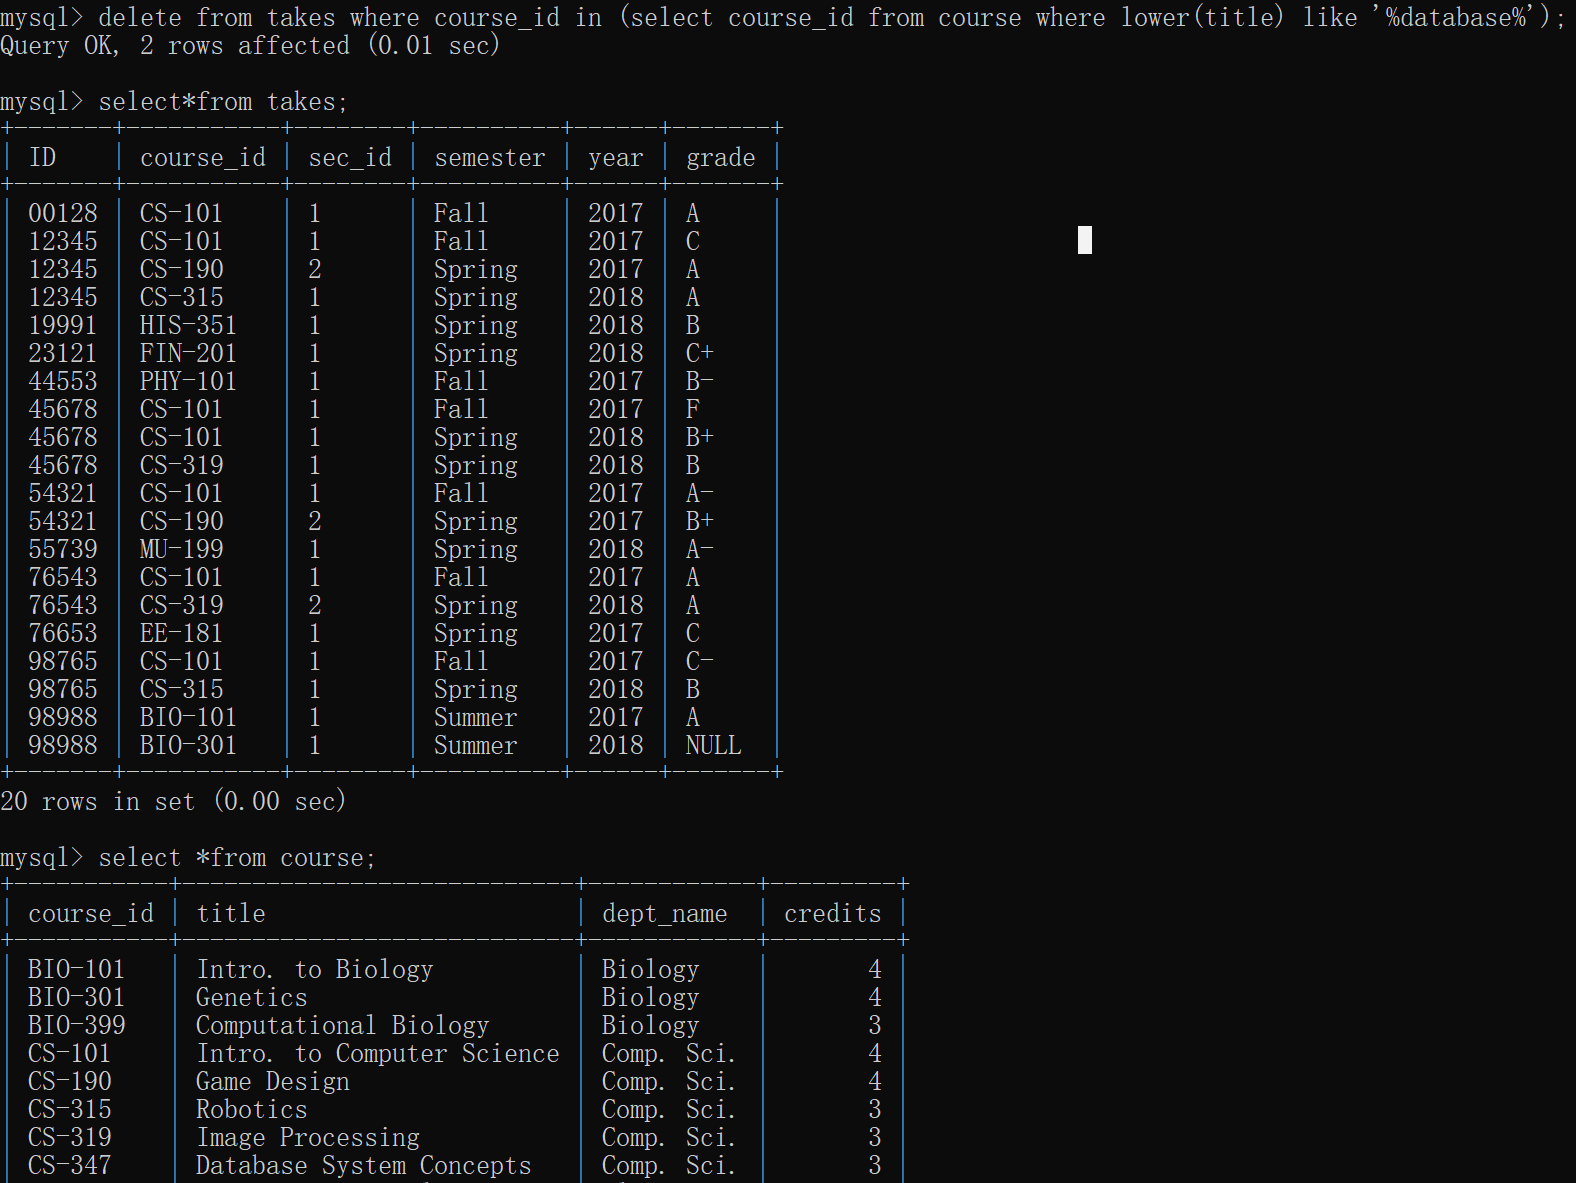 mysql> delete from takes where course_id in (select course_id from course where lower(title) like '%database%');
Query OK, 2 rows affected (0.01 sec)
mysql> select*from takes;
+-------+-----------+--------+----------+------+-------+
| ID    | course_id | sec_id | semester | year | grade |
+-------+-----------+--------+----------+------+-------+
| 00128 | CS-101    | 1      | Fall     | 2017 | A     |
| 12345 | CS-101    | 1      | Fall     | 2017 | C     |
| 12345 | CS-190    | 2      | Spring   | 2017 | A     |
| 12345 | CS-315    | 1      | Spring   | 2018 | A     |
| 19991 | HIS-351   | 1      | Spring   | 2018 | B     |
| 23121 | FIN-201   | 1      | Spring   | 2018 | C+    |
| 44553 | PHY-101   | 1      | Fall     | 2017 | B-    |
| 45678 | CS-101    | 1      | Fall     | 2017 | F     |
| 45678 | CS-101    | 1      | Spring   | 2018 | B+    |
| 45678 | CS-319    | 1      | Spring   | 2018 | B     |
| 54321 | CS-101    | 1      | Fall     | 2017 | A-    |
| 54321 | CS-190    | 2      | Spring   | 2017 | B+    |
| 55739 | MU-199    | 1      | Spring   | 2018 | A-    |
| 76543 | CS-101    | 1      | Fall     | 2017 | A     |
| 76543 | CS-319    | 2      | Spring   | 2018 | A     |
| 76653 | EE-181    | 1      | Spring   | 2017 | C     |
| 98765 | CS-101    | 1      | Fall     | 2017 | C-    |
| 98765 | CS-315    | 1      | Spring   | 2018 | B     |
| 98988 | BIO-101   | 1      | Summer   | 2017 | A     |
| 98988 | BIO-301   | 1      | Summer   | 2018 | NULL  |
+-------+-----------+--------+----------+------+-------+
20 rows in set (0.00 sec)
mysql> select *from course;
+-----------+----------------------------+------------+---------+
| course_id | title                      | dept_name  | credits |
+-----------+----------------------------+------------+---------+
| BIO-101   | Intro. to Biology          | Biology    |       4 |
| BIO-301   | Genetics                   | Biology    |       4 |
| BIO-399   | Computational Biology      | Biology    |       3 |
| CS-101    | Intro. to Computer Science | Comp. Sci. |       4 |
| CS-190    | Game Design                | Comp. Sci. |       4 |
| CS-315    | Robotics                   | Comp. Sci. |       3 |
| CS-319    | Image Processing           | Comp. Sci. |       3 |
| CS-347    | Database System Concepts   | Comp. Sci. |       3 |